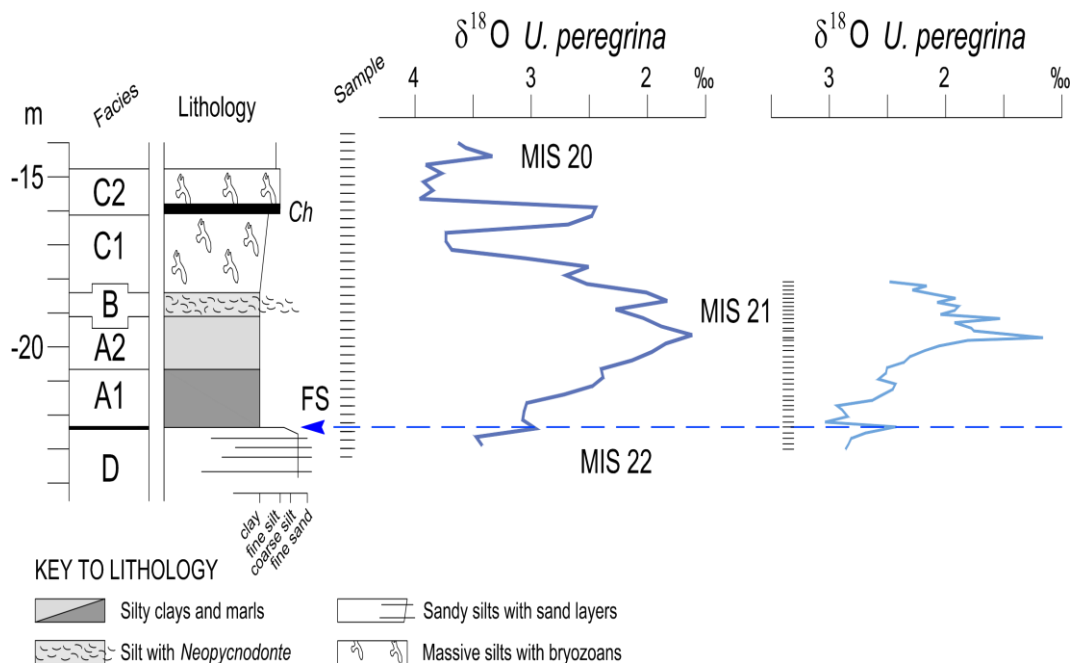 δ¹⁸O U. peregrina
δ¹⁸O U. peregrina
m
Facies
Lithology
Sample
4 3 2 ‰
3 2 ‰
-15
-20
C2
C1
B
A2
A1
D
Ch
FS
MIS 20
MIS 21
MIS 22
clay
fine silt
coarse silt
fine sand
KEY TO LITHOLOGY
Silty clays and marls
Sandy silts with sand layers
Silt with Neopycnodonte
Massive silts with bryozoans